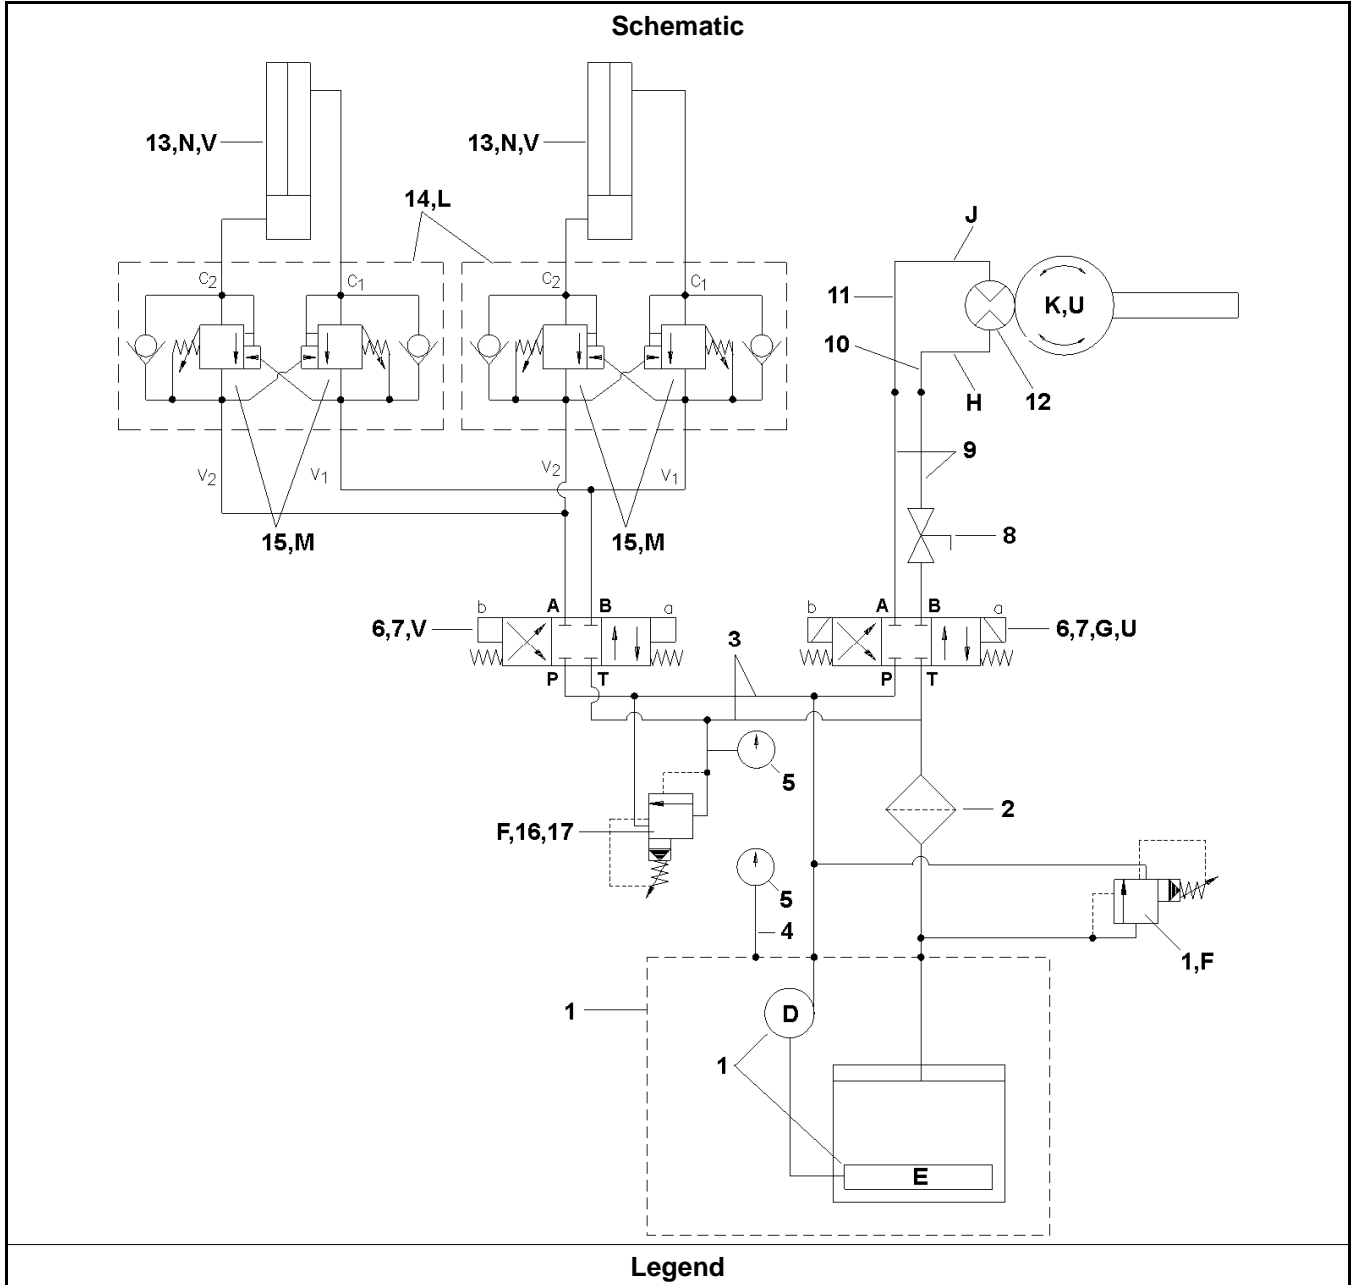 Schematic
13,N,V
13,N,V
14,L
J
C2
C1
C2
C1
11
K,U
10
H
12
V2
V1
V2
V1
9
15,M
15,M
8
b
A
B
a
b
A
B
a
6,7,V
3
6,7,G,U
P
T
P
T
5
2
F,16,17
5
4
1,F
1
D
1
E
Legend